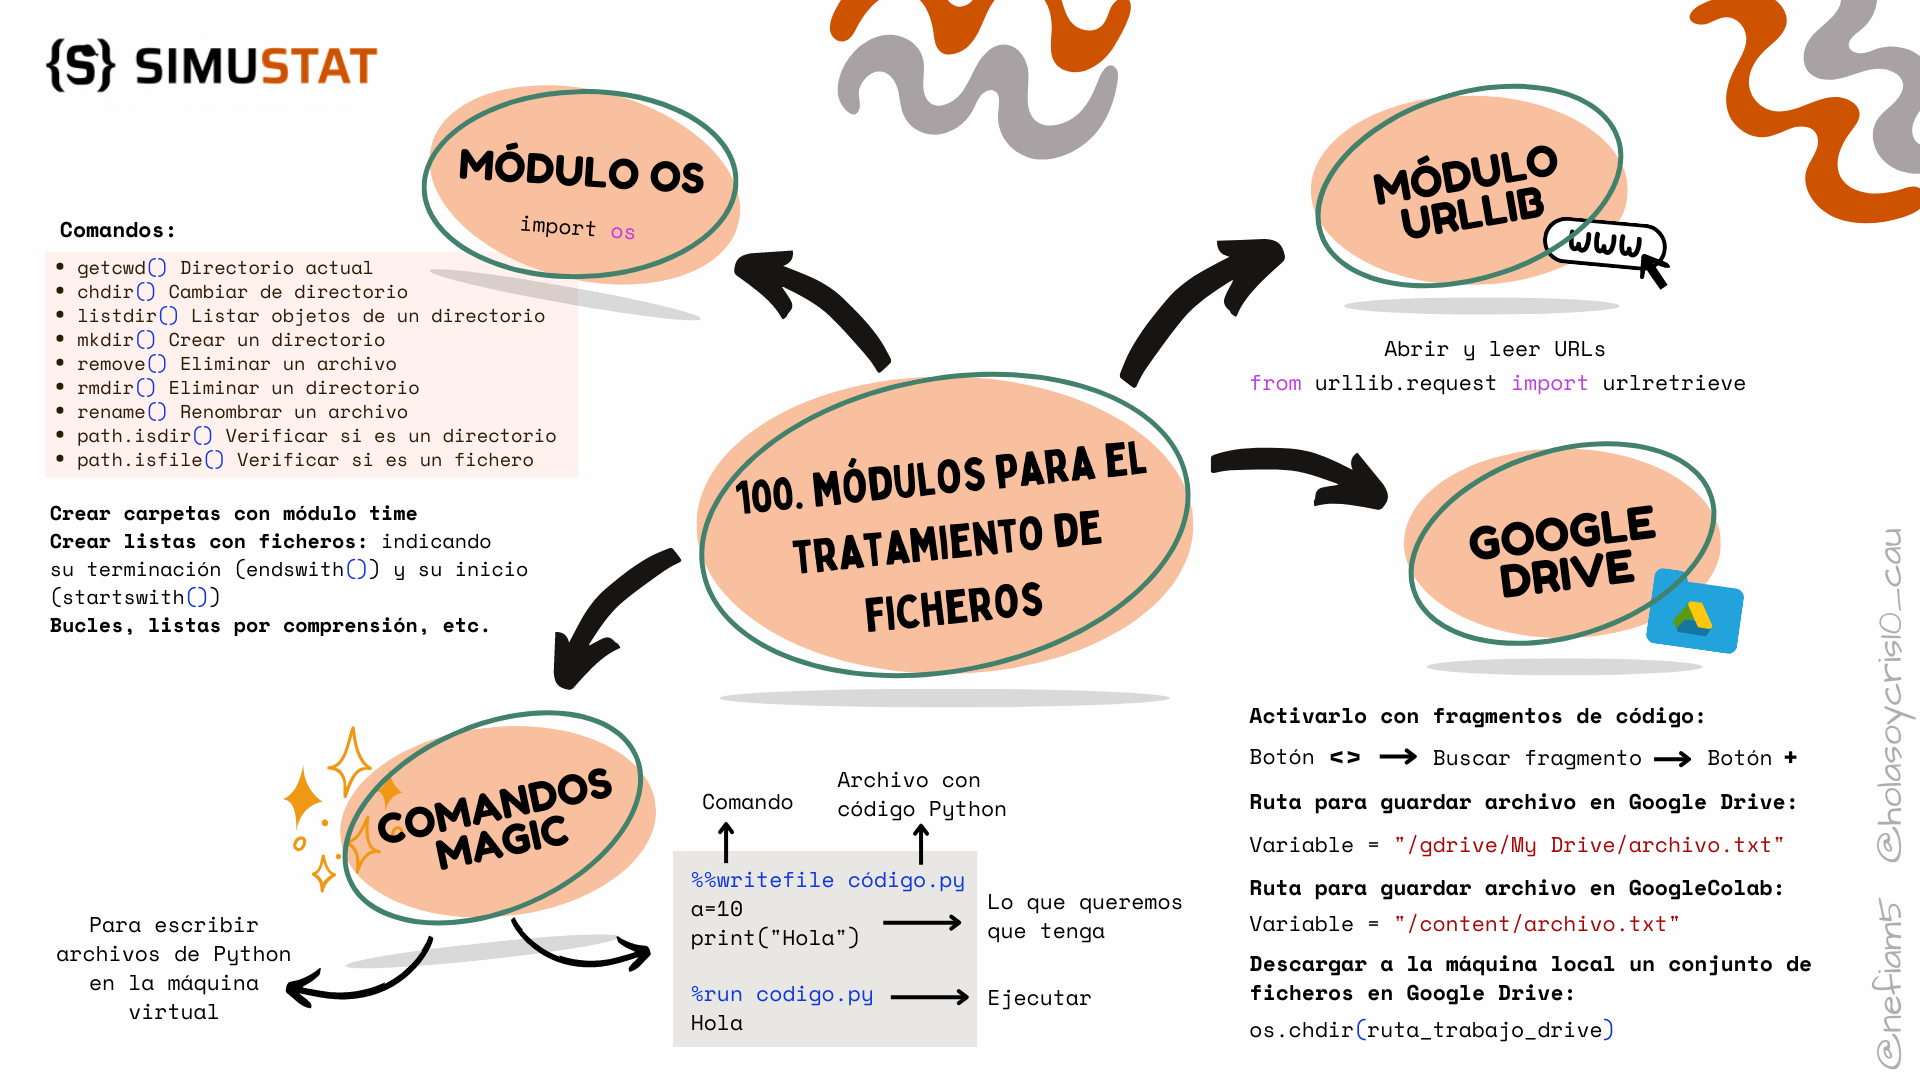 {S} SIMUSTAT
MÓDULO OS
import os
Comandos:
• getcwd() Directorio actual
• chdir() Cambiar de directorio
• listdir() Listar objetos de un directorio
• mkdir() Crear un directorio
• remove() Eliminar un archivo
• rmdir() Eliminar un directorio
• rename() Renombrar un archivo
• path.isdir() Verificar si es un directorio
• path.isfile() Verificar si es un fichero
Crear carpetas con módulo time
Crear listas con ficheros: indicando
su terminación (endswith()) y su inicio
(startswith())
Bucles, listas por comprensión, etc.
MÓDULO
URLLIB
WWW
Abrir y leer URLs
from urllib.request import urlretrieve
100. MÓDULOS PARA EL
TRATAMIENTO DE
FICHEROS
GOOGLE
DRIVE
Activarlo con fragmentos de código:
Botón <> → Buscar fragmento → Botón +
Ruta para guardar archivo en Google Drive:
Variable = "/gdrive/My Drive/archivo.txt"
Ruta para guardar archivo en GoogleColab:
Variable = "/content/archivo.txt"
Descargar a la máquina local un conjunto de
ficheros en Google Drive:
os.chdir(ruta_trabajo_drive)
COMANDOS
MAGIC
Para escribir
archivos de Python
en la máquina
virtual
Comando
Archivo con
código Python
%%writefile código.py
a=10
print("Hola")
Lo que queremos
que tenga
%run codigo.py
Hola
Ejecutar
@nefiam5 @holasoycris10_cau